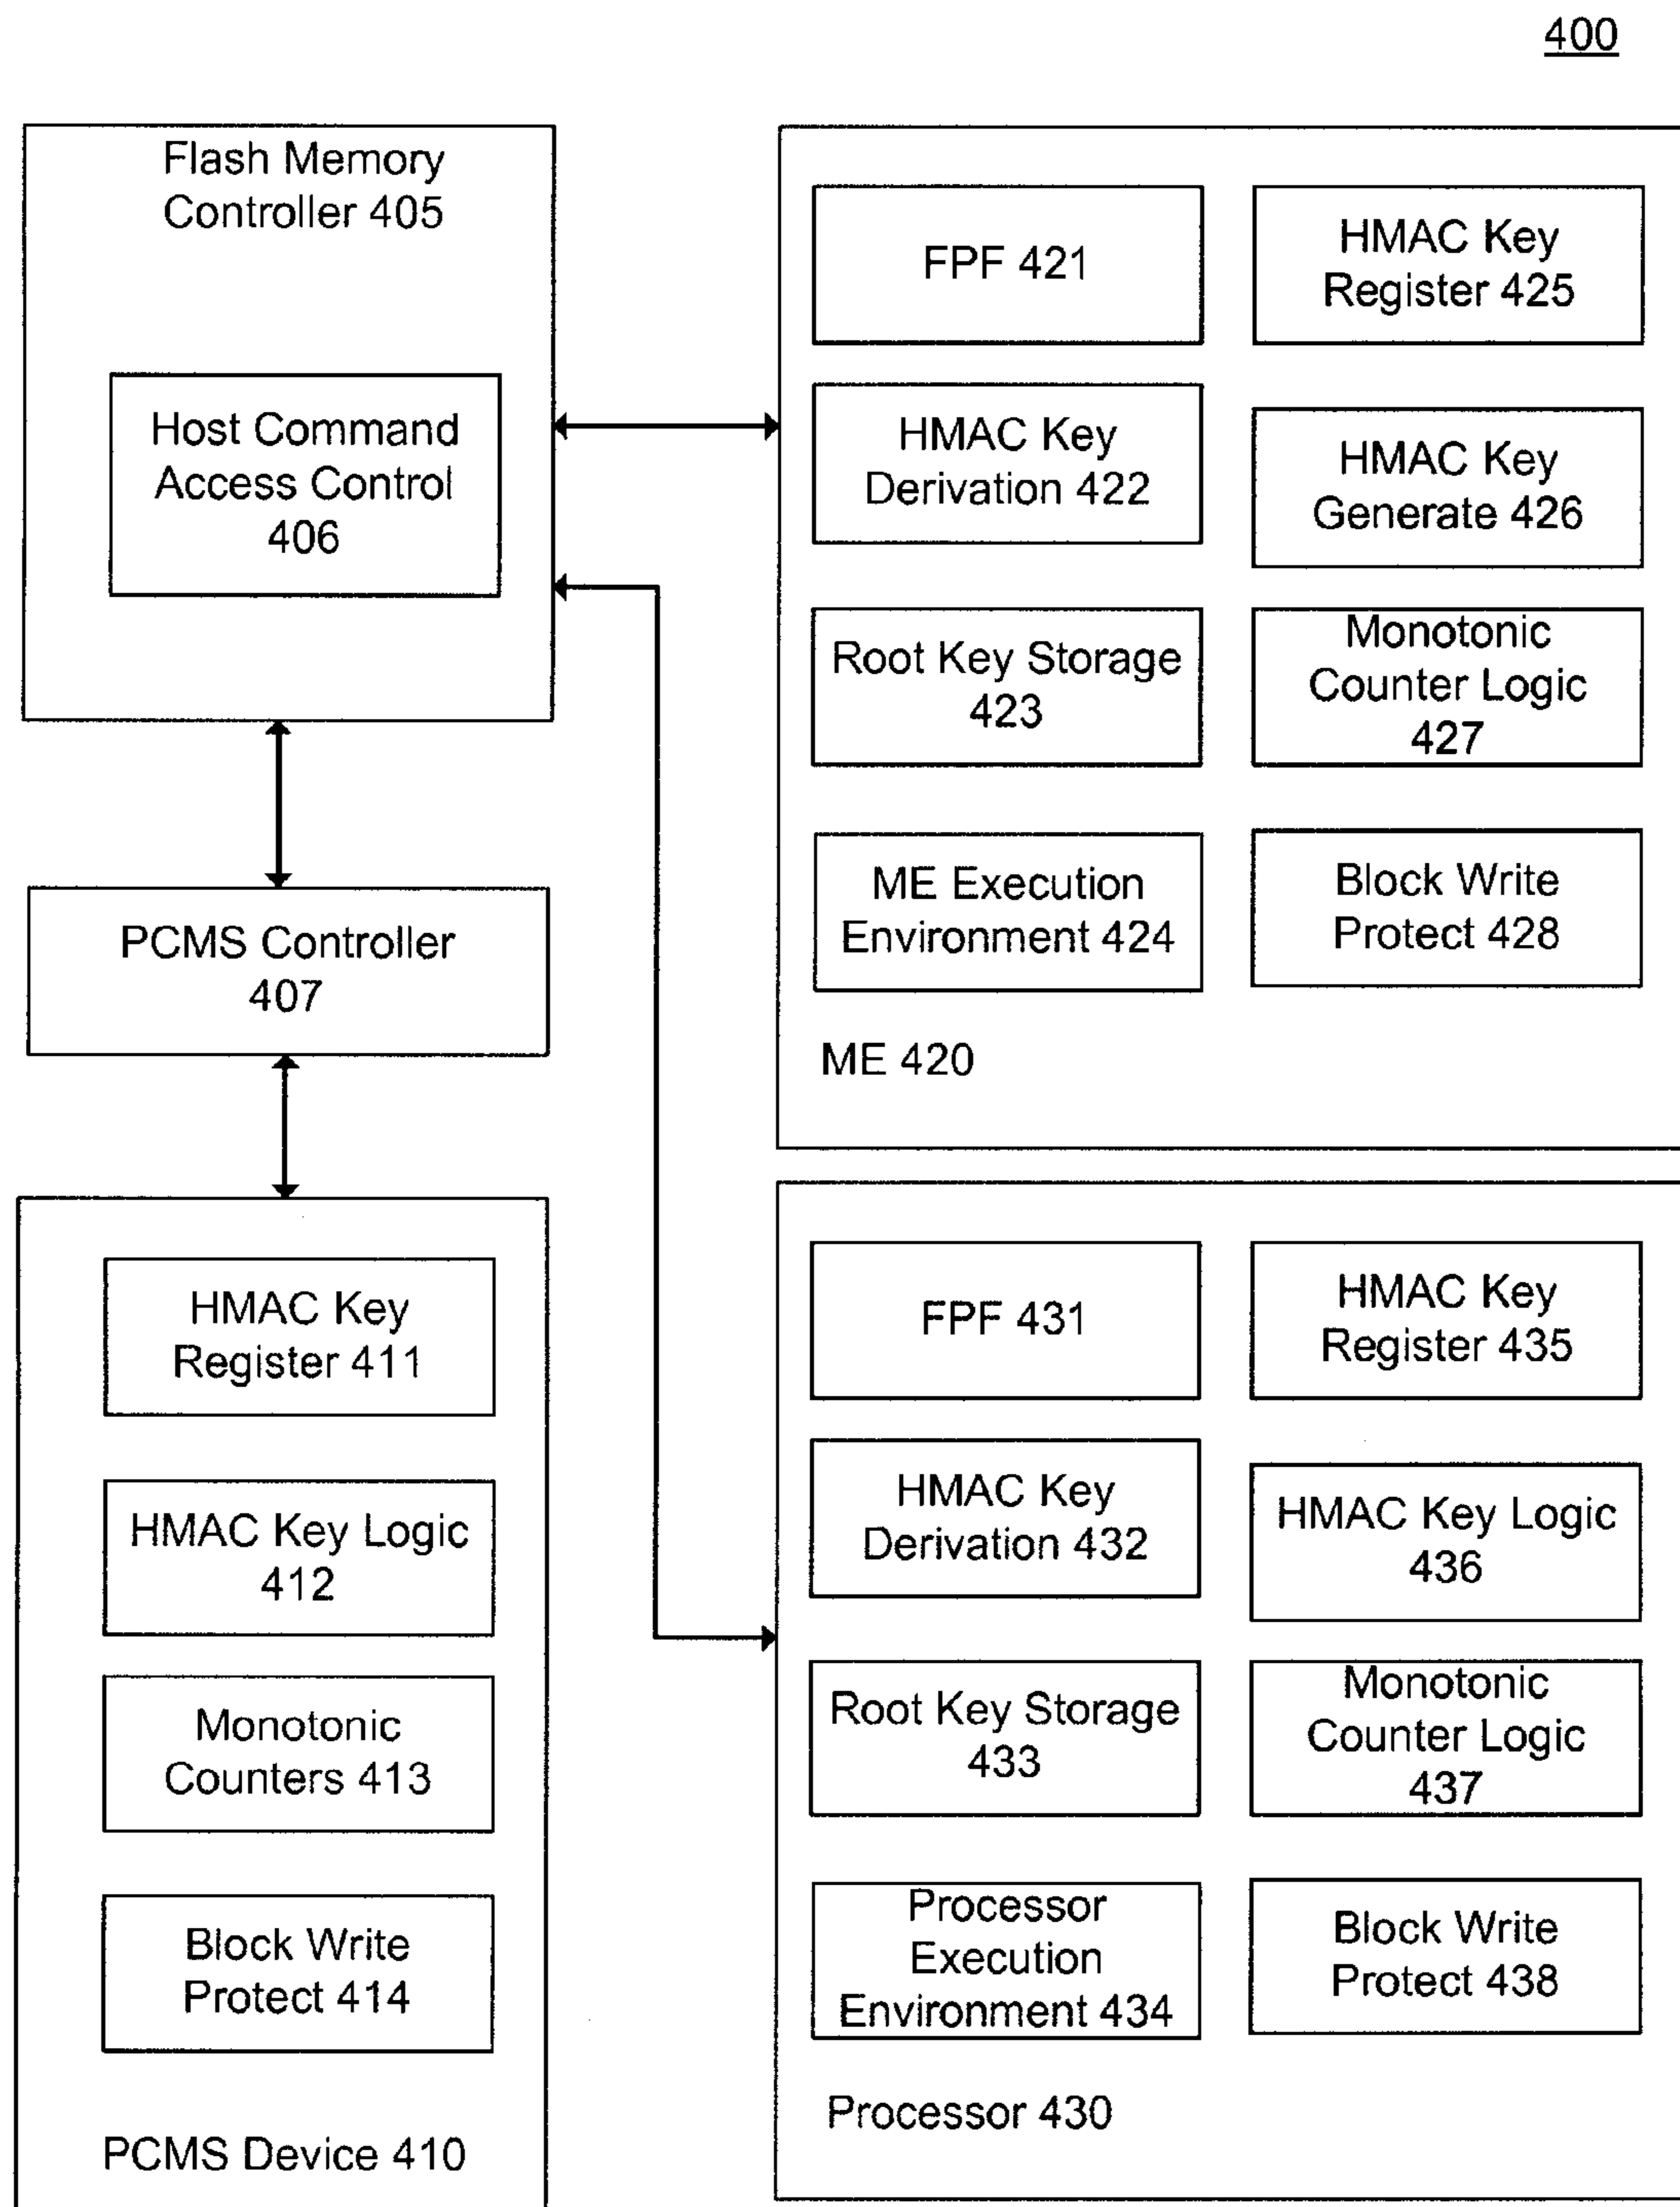 400
Flash Memory
Controller 405
Host Command
Access Control
406
PCMS Controller
407
HMAC Key
Register 411
HMAC Key Logic
412
Monotonic
Counters 413
Block Write
Protect 414
PCMS Device 410
FPF 421
HMAC Key
Register 425
HMAC Key
Derivation 422
HMAC Key
Generate 426
Root Key Storage
423
Monotonic
Counter Logic
427
ME Execution
Environment 424
Block Write
Protect 428
ME 420
FPF 431
HMAC Key
Register 435
HMAC Key
Derivation 432
HMAC Key Logic
436
Root Key Storage
433
Monotonic
Counter Logic
437
Processor
Execution
Environment 434
Block Write
Protect 438
Processor 430